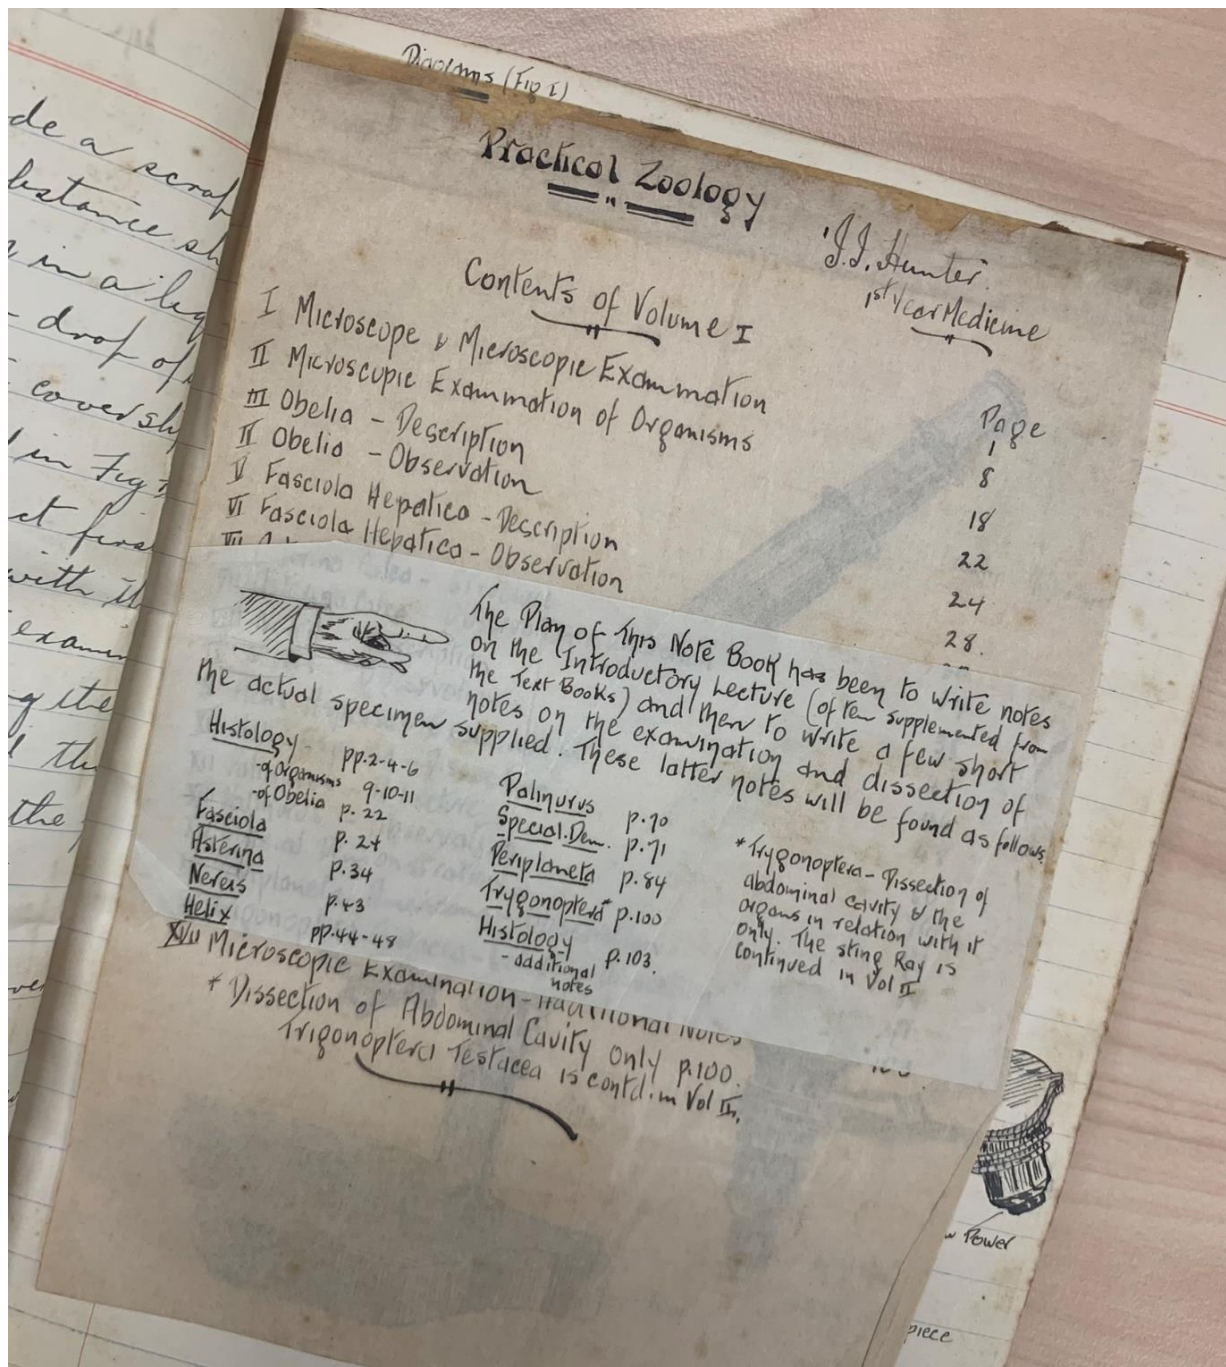 de a scrap
bstance sh
in a liq
drop of
coversli
in Fig
ct first
with it
examin
g the
the
the
Diagrams (Fig I)
Practical Zoology
J.I. Hunter.
1st Year Medicine
Contents of Volume I
Page
I Microscope & Microscopic Examination 1
II Microscopic Examination of Organisms 8
III Obelia - Description 18
IV Obelia - Observation 22
V Fasciola Hepatica - Description 24
VI Fasciola Hepatica - Observation 28.
The Plan of This Note Book has been to write notes
on the Introductory Lecture (often supplemented from
the Text Books) and then to write a few short
notes on the examination and dissection of
the actual specimen supplied. These latter notes will be found as follows.
Histology pp.2-4-6
-of Organisms 9-10-11
-of Obelia p. 22
Fasciola p. 24
Asterina p.34
Nereis p.43
Helix pp.44-48
Palinurus p.70
Special.Dem. p.71
Periplaneta p.84
Trygonoptera* p.100
Histology p.103.
- additional
notes
* Trygonoptera - Dissection of
abdominal cavity & the
organs in relation with it
only. The sting Ray is
continued in Vol II
XVII Microscopic Examination - Additional Notes
* Dissection of Abdominal Cavity only p.100.
Trigonoptera Testacea is contd. in Vol II.
Power
piece